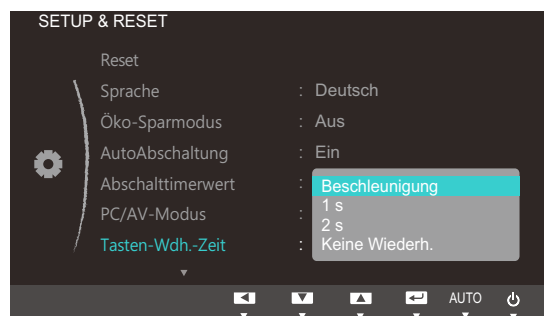 SETUP & RESET
Reset
Sprache : Deutsch
Öko-Sparmodus : Aus
AutoAbschaltung : Ein
Abschalttimerwert :
Beschleunigung
1 s
PC/AV-Modus :
2 s
Tasten-Wdh.-Zeit : Keine Wiederh.
AUTO